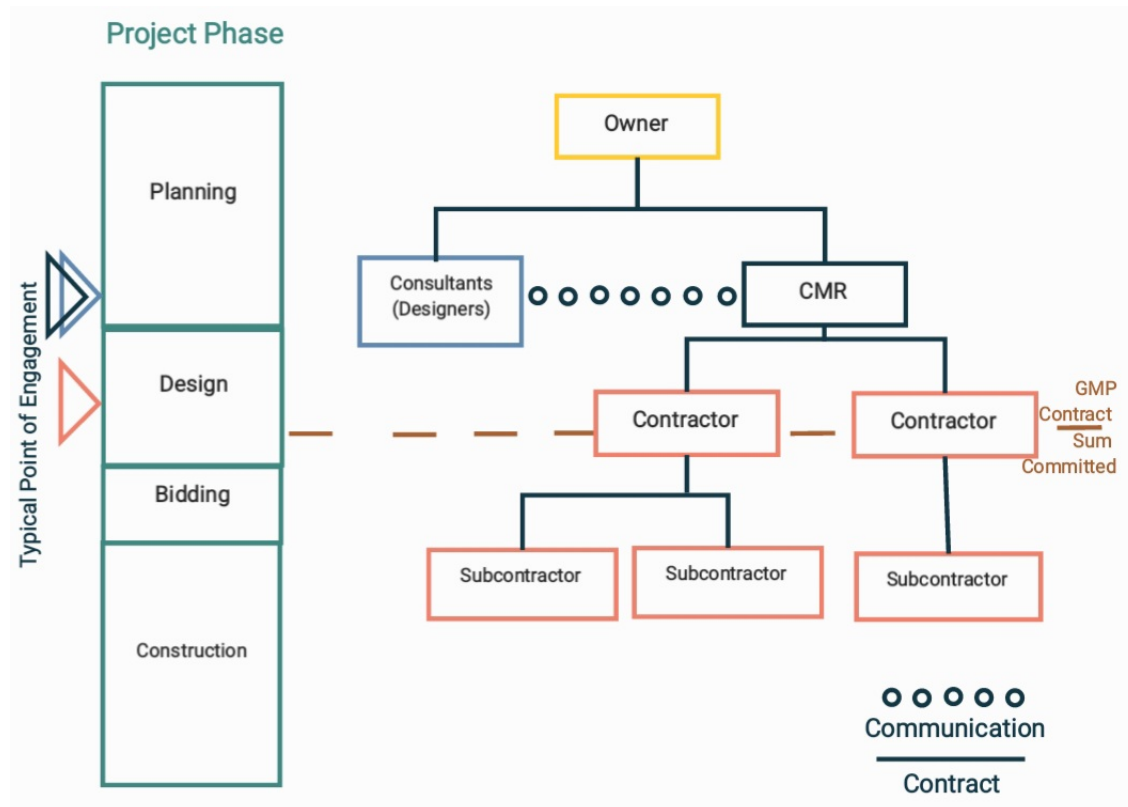 Project Phase
Owner
Planning
Consultants
(Designers)
CMR
Typical Point of Engagement
Design
Contractor
Contractor
GMP
Contract
Sum
Committed
Bidding
Subcontractor
Subcontractor
Subcontractor
Construction
Communication
Contract